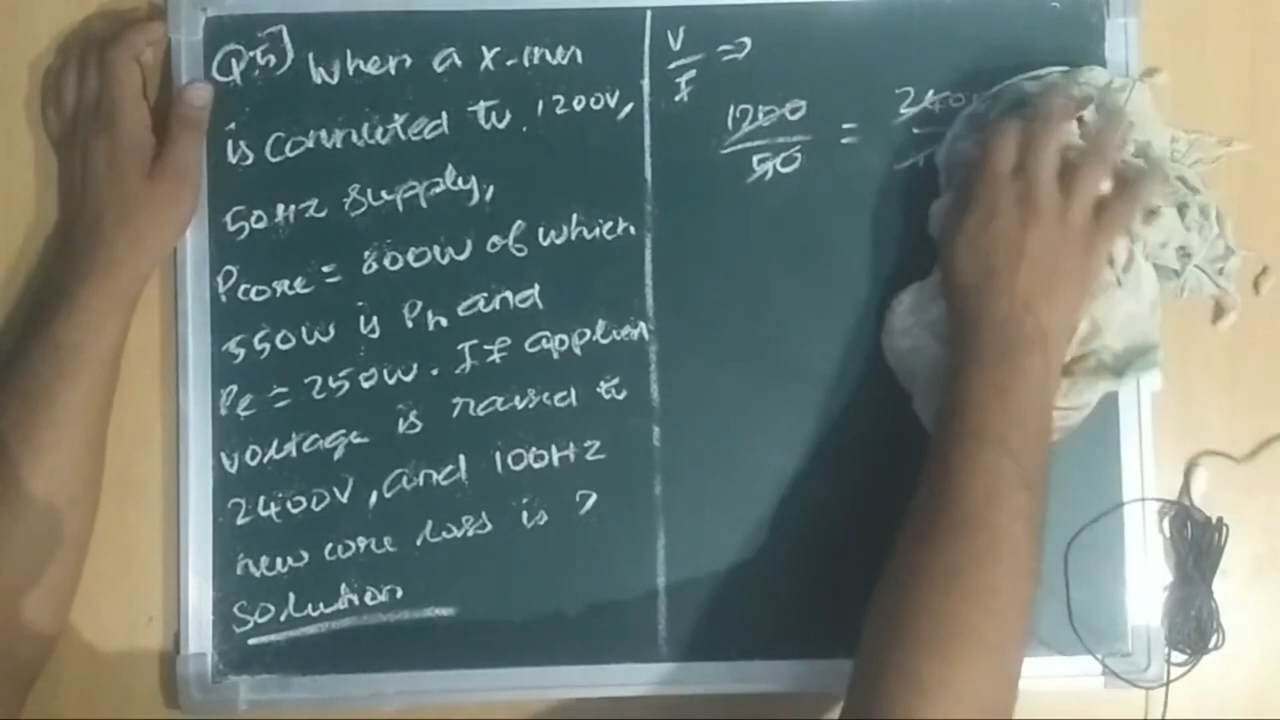 Q5] When a x-mer
is connected to 1200V,
50Hz supply,
Pcore = 800W of which
550W is Ph and
Pe = 250W. If applied
voltage is raised to
2400V, and 100Hz
new core loss is ?
Solution
V/f ⇒
1200/50 = 240